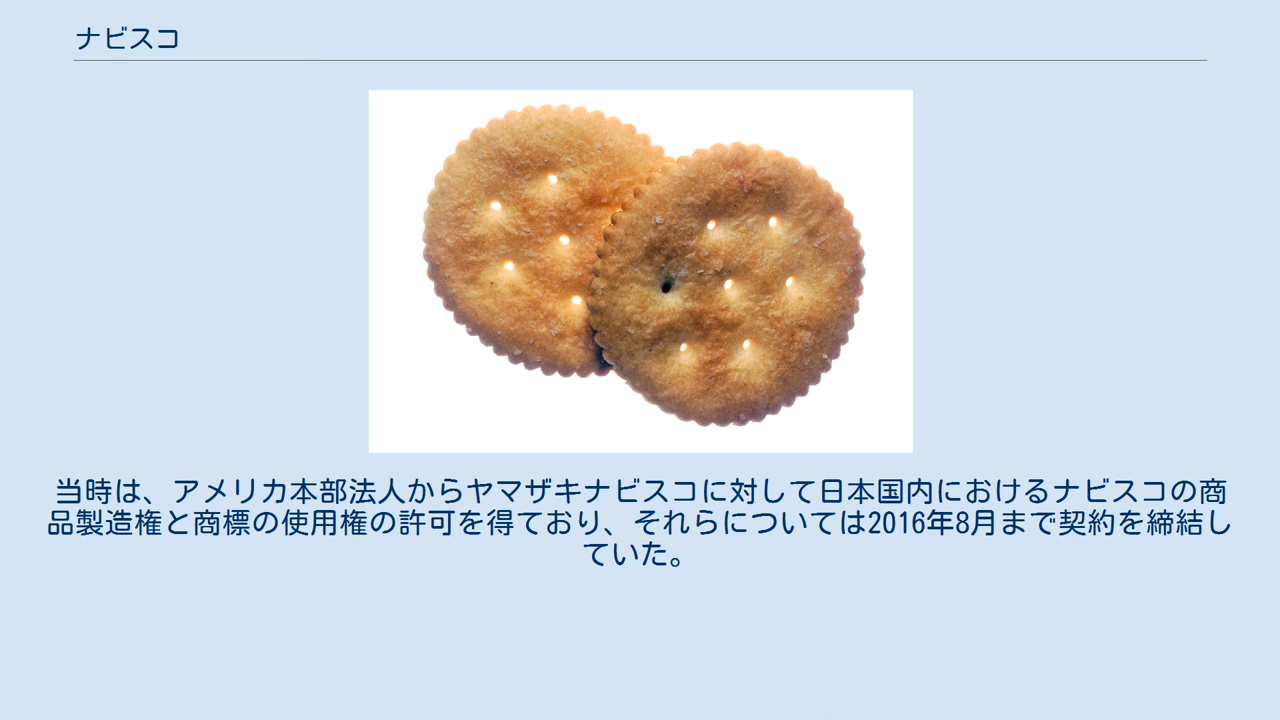 ナビスコ
当時は、アメリカ本部法人からヤマザキナビスコに対して日本国内におけるナビスコの商
品製造権と商標の使用権の許可を得ており、それらについては2016年8月まで契約を締結し
ていた。